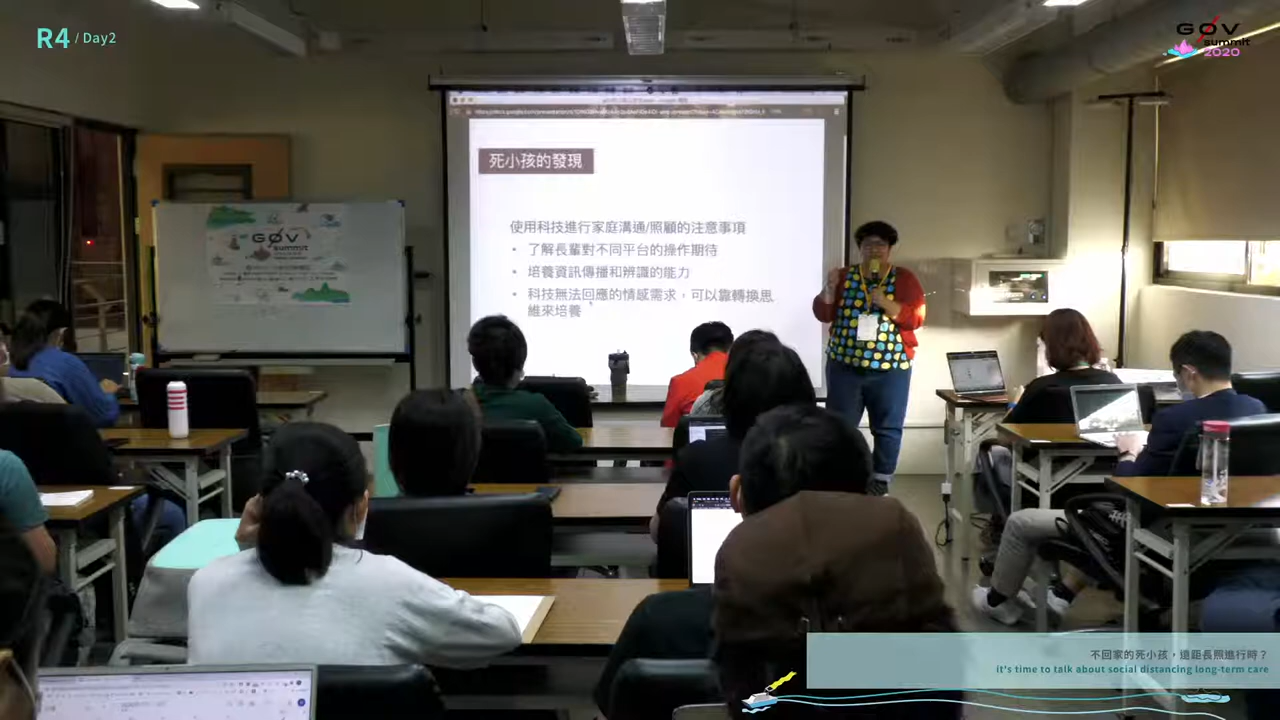 R4 / Day2
GØV
summit
2020
死小孩的發現
使用科技進行家庭溝通/照顧的注意事項
• 了解長輩對不同平台的操作期待
• 培養資訊傳播和辨識的能力
• 科技無法回應的情感需求，可以靠轉換思
維來培養
GØV
summit
不回家的死小孩，遠距長照進行時？
it's time to talk about social distancing long-term care